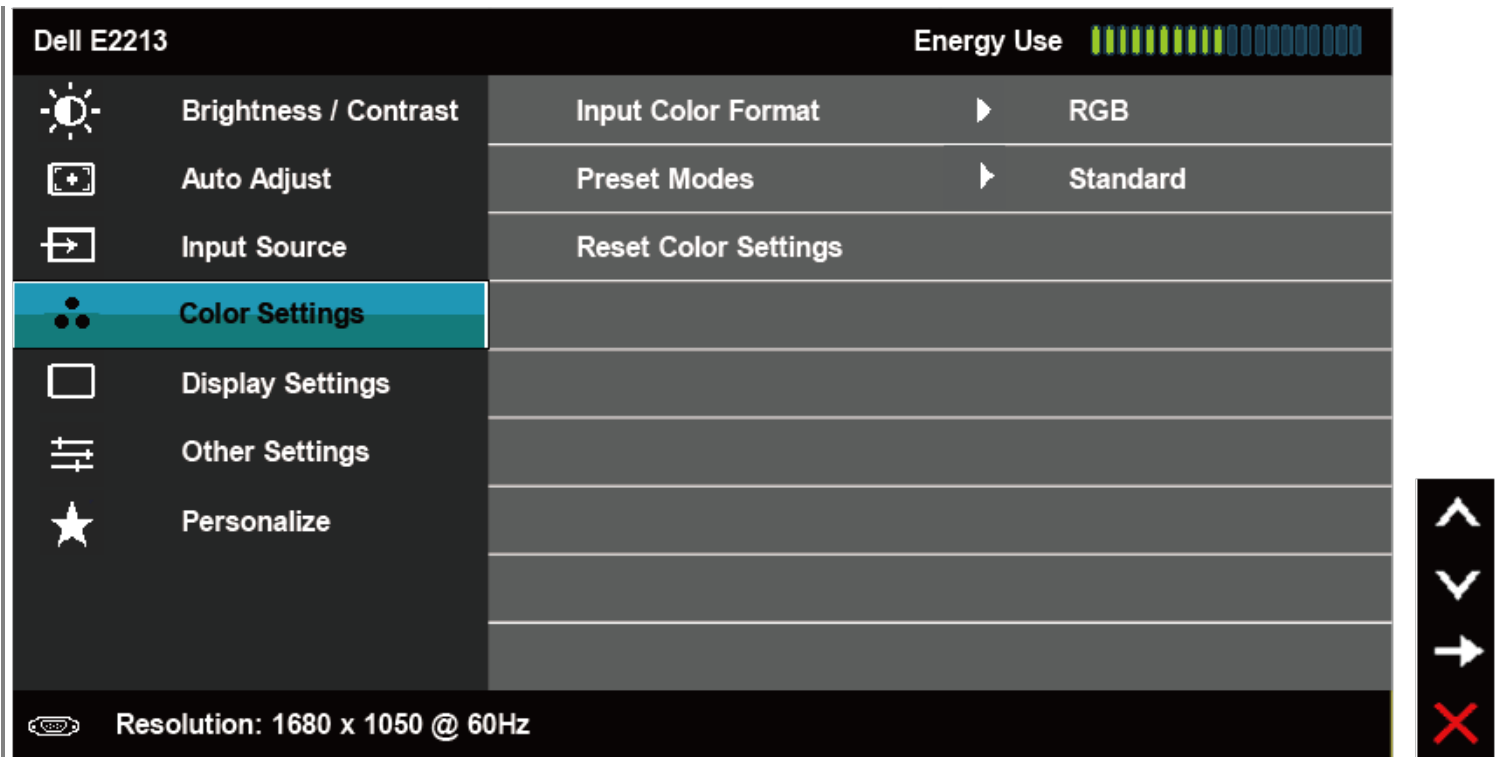 Dell E2213 Energy Use
Brightness / Contrast Input Color Format RGB
Auto Adjust Preset Modes Standard
Input Source Reset Color Settings
Color Settings
Display Settings
Other Settings
Personalize
Resolution: 1680 x 1050 @ 60Hz